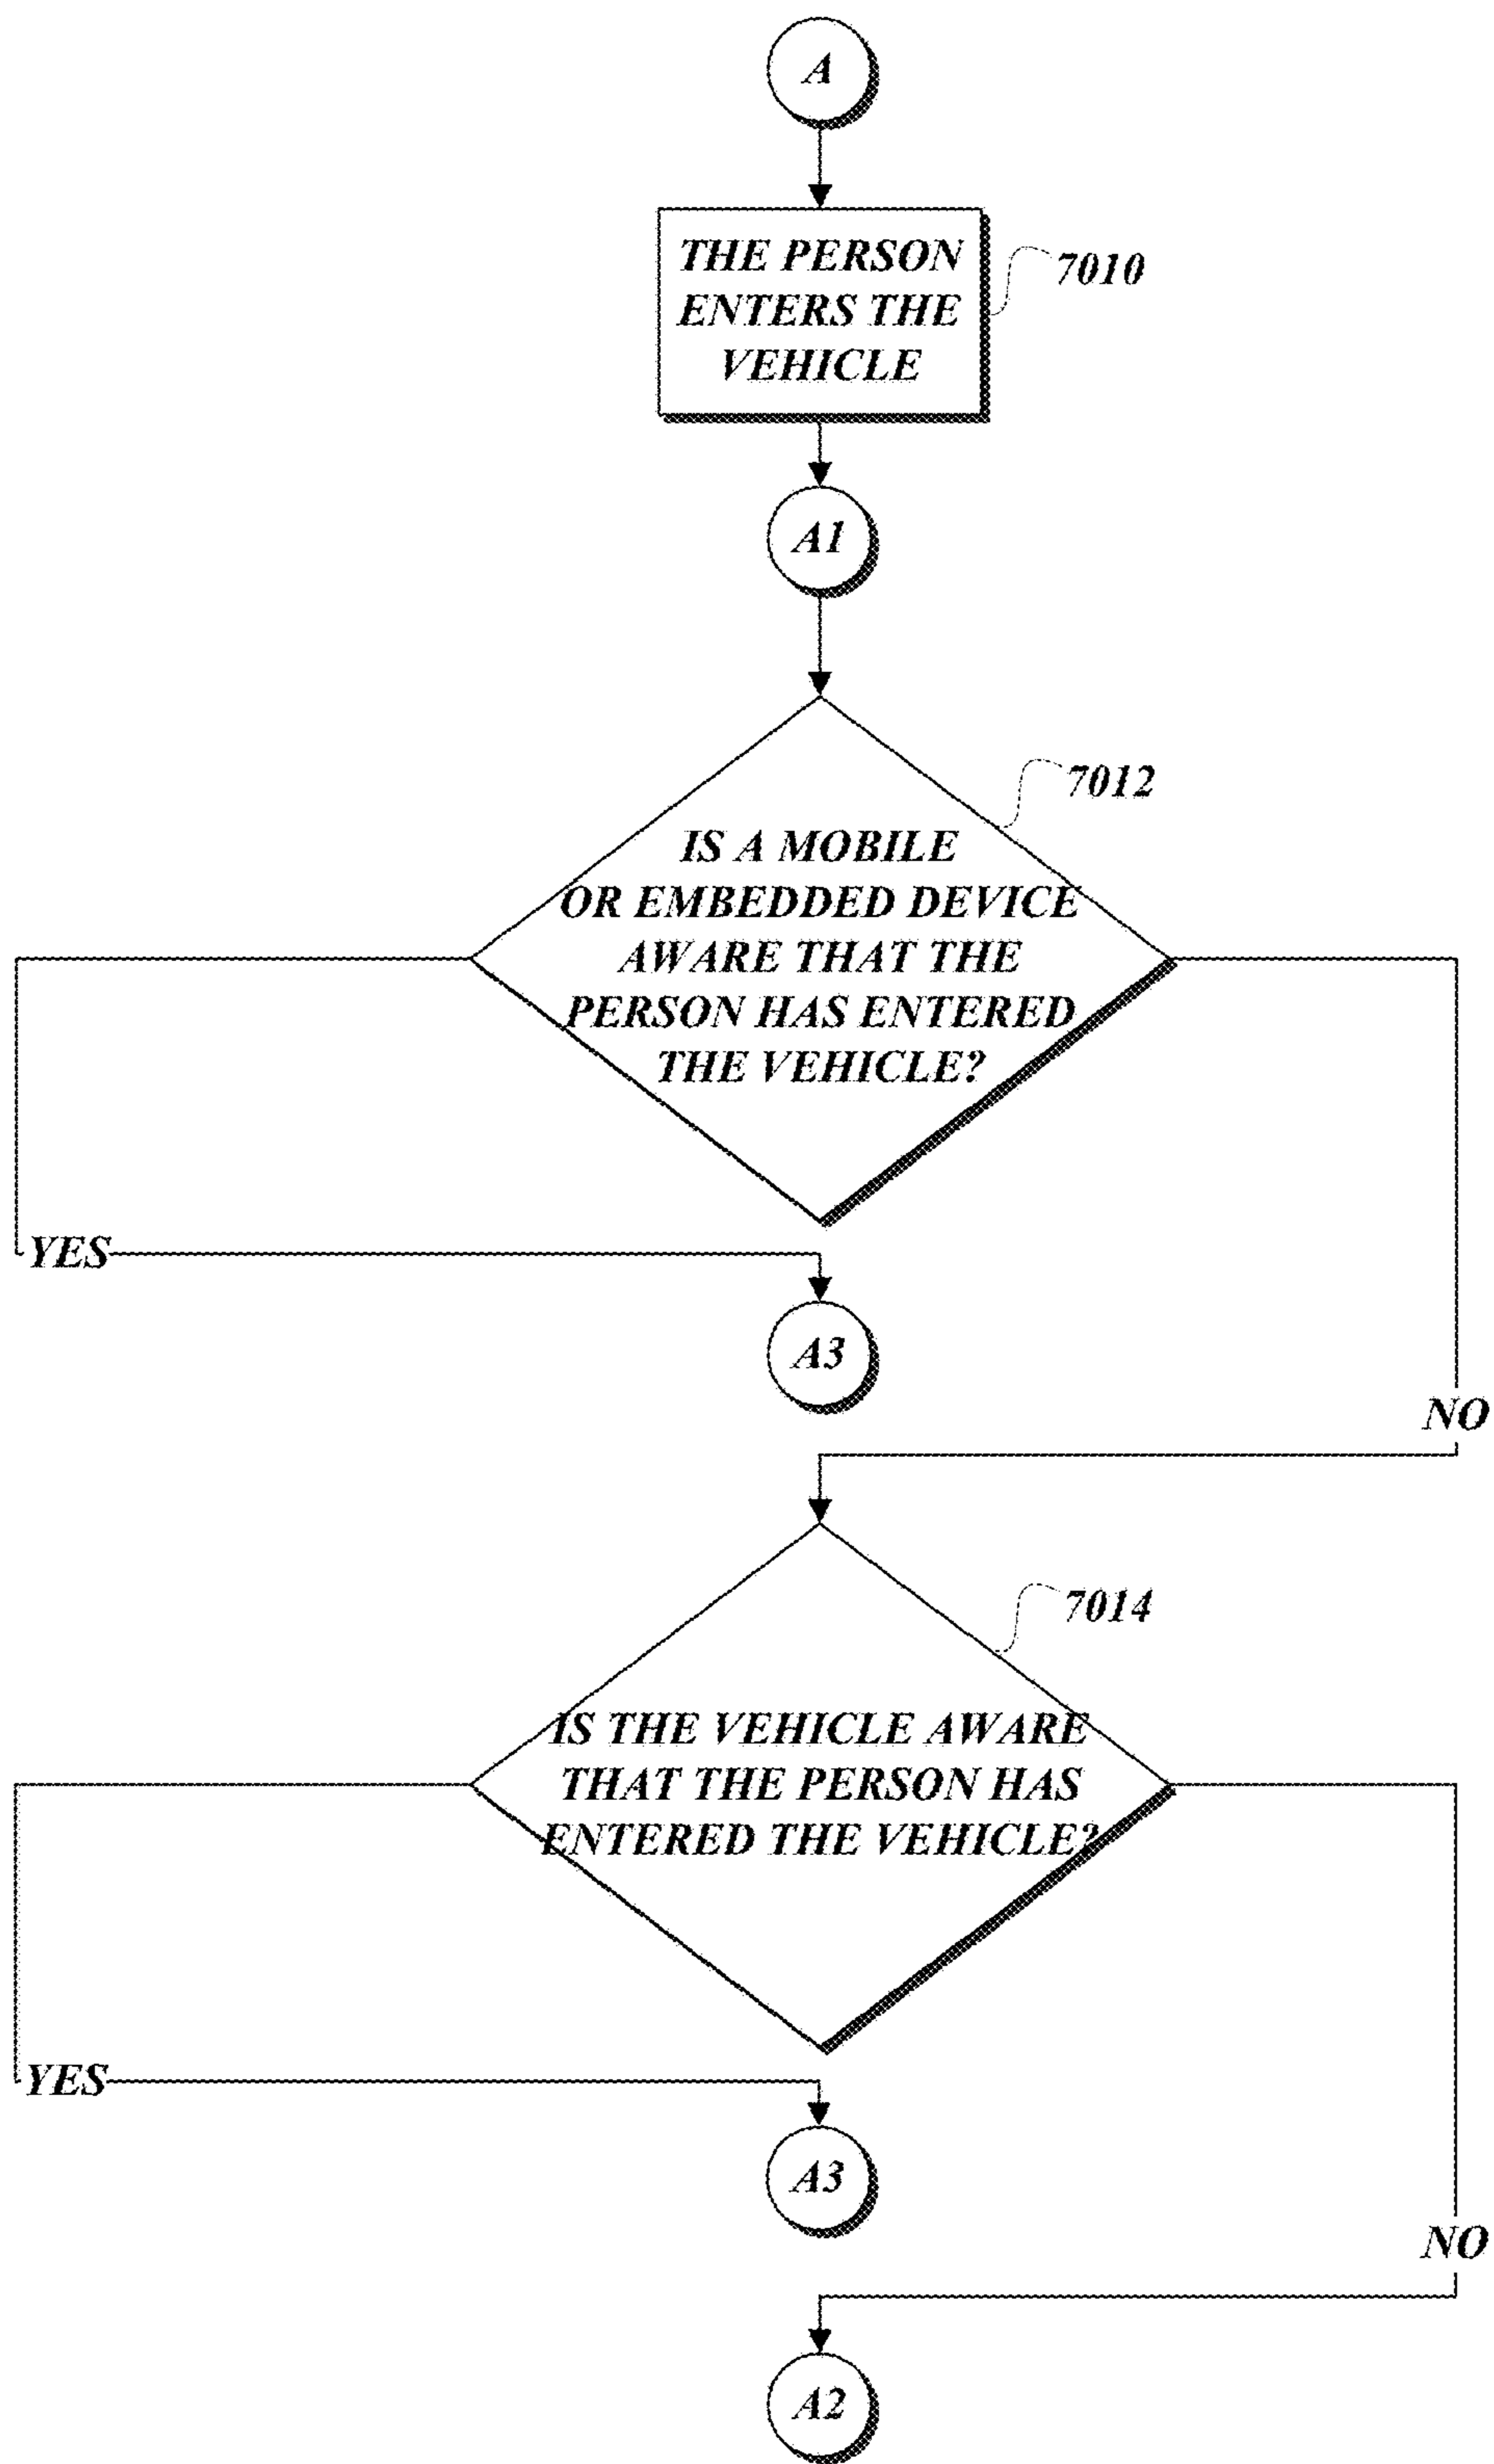 A
THE PERSON
ENTERS THE
VEHICLE
7010
A1
7012
IS A MOBILE
OR EMBEDDED DEVICE
AWARE THAT THE
PERSON HAS ENTERED
THE VEHICLE?
YES
A3
NO
7014
IS THE VEHICLE AWARE
THAT THE PERSON HAS
ENTERED THE VEHICLE?
YES
A3
NO
A2